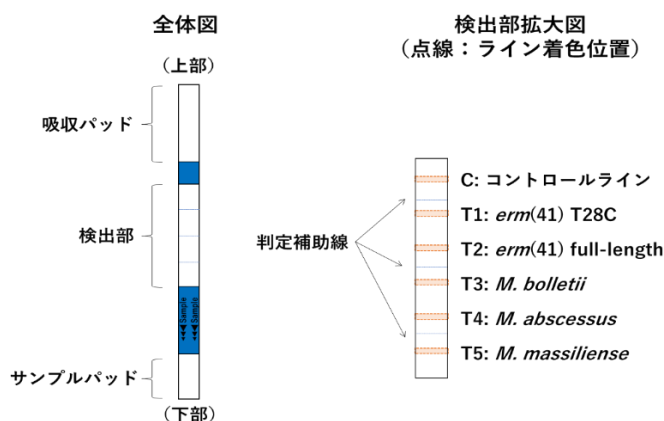 全体図
（上部）
吸収パッド
検出部
Sample
Sample
サンプルパッド
（下部）
検出部拡大図
（点線：ライン着色位置）
判定補助線
C: コントロールライン
T1: erm(41) T28C
T2: erm(41) full-length
T3: M. bolletii
T4: M. abscessus
T5: M. massiliense